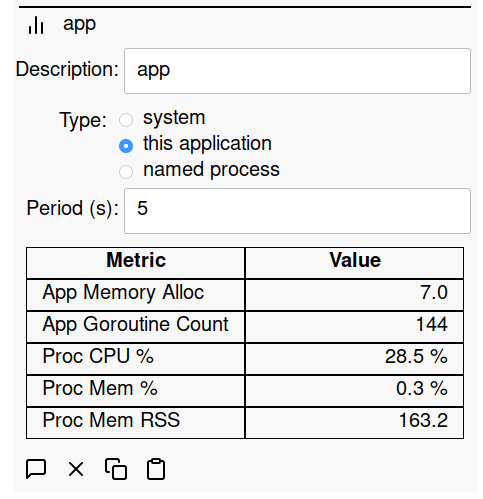 app
Description: app
Type: system
this application
named process
Period (s): 5
Metric Value
App Memory Alloc 7.0
App Goroutine Count 144
Proc CPU % 28.5 %
Proc Mem % 0.3 %
Proc Mem RSS 163.2